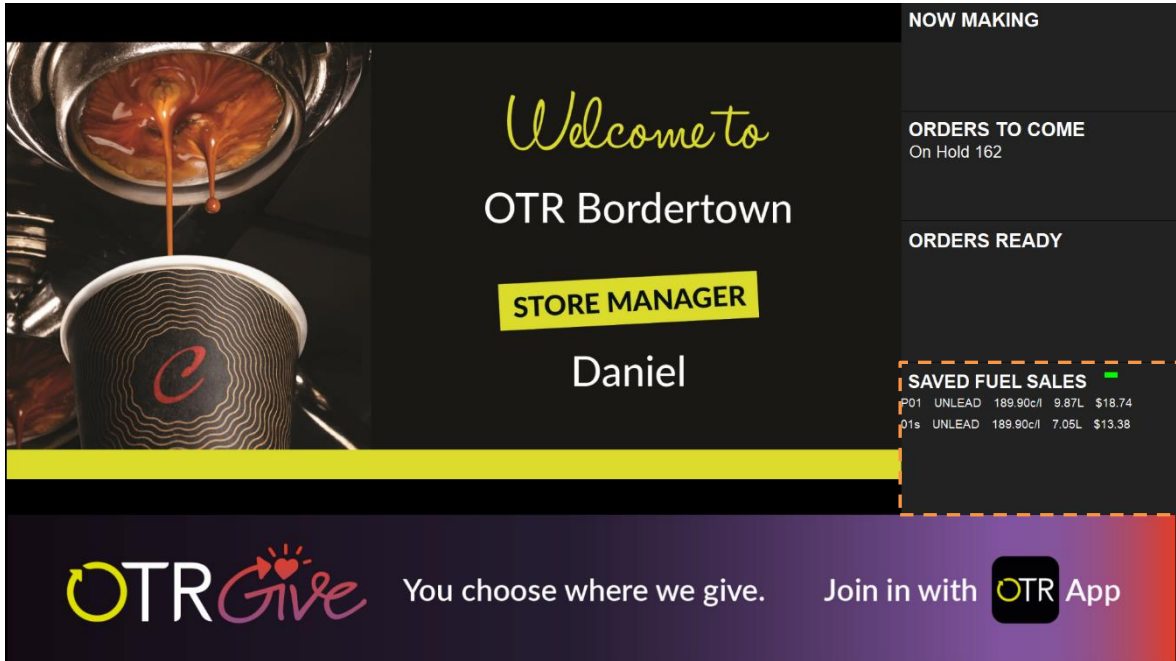 Welcome to
OTR Bordertown
STORE MANAGER
Daniel
C
NOW MAKING
ORDERS TO COME
On Hold 162
ORDERS READY
SAVED FUEL SALES
P01 UNLEAD 189.90c/l 9.87L $18.74
01s UNLEAD 189.90c/l 7.05L $13.38
OTRGive You choose where we give. Join in with OTR App